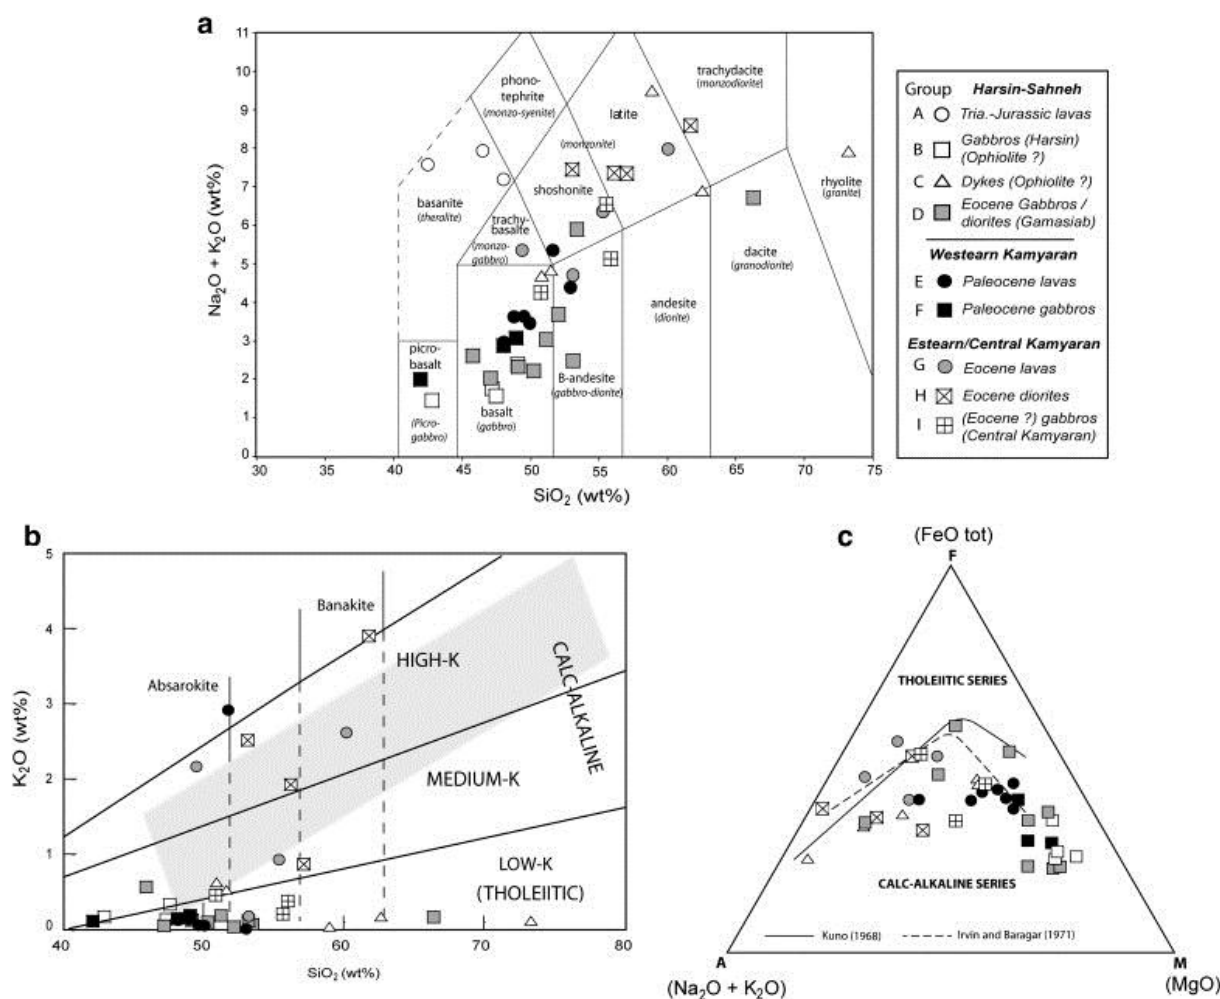 a
11
10
9
8
7
6
5
4
3
2
1
0
Na2O + K2O (wt%)
30
35
40
45
50
55
60
65
70
75
SiO2 (wt%)
phono-
tephrite
(monzo-syenite)
trachydacite
(monzodiorite)
latite
(monzonite)
shoshonite
basanite
(theralite)
trachy-
basalte
(monzo-
gabbro)
rhyolite
(granite)
dacite
(granodiorite)
andesite
(diorite)
picro-
basalt
(Picro-
gabbro)
basalt
(gabbro)
B-andesite
(gabbro-diorite)
Group Harsin-Sahneh
A Tria.-Jurassic lavas
B Gabbros (Harsin)
(Ophiolite ?)
C Dykes (Ophiolite ?)
D Eocene Gabbros /
diorites (Gamasiab)
Westearn Kamyaran
E Paleocene lavas
F Paleocene gabbros
Estearn/Central Kamyaran
G Eocene lavas
H Eocene diorites
I (Eocene ?) gabbros
(Central Kamyaran)
b
5
4
3
2
1
0
K2O (wt%)
40
50
60
70
80
SiO2 (wt%)
Absarokite
Banakite
HIGH-K
CALC-ALKALINE
MEDIUM-K
LOW-K
(THOLEIITIC)
c
(FeO tot)
F
THOLEIITIC SERIES
CALC-ALKALINE SERIES
Kuno (1968)
Irvin and Baragar (1971)
A
M
(Na2O + K2O)
(MgO)